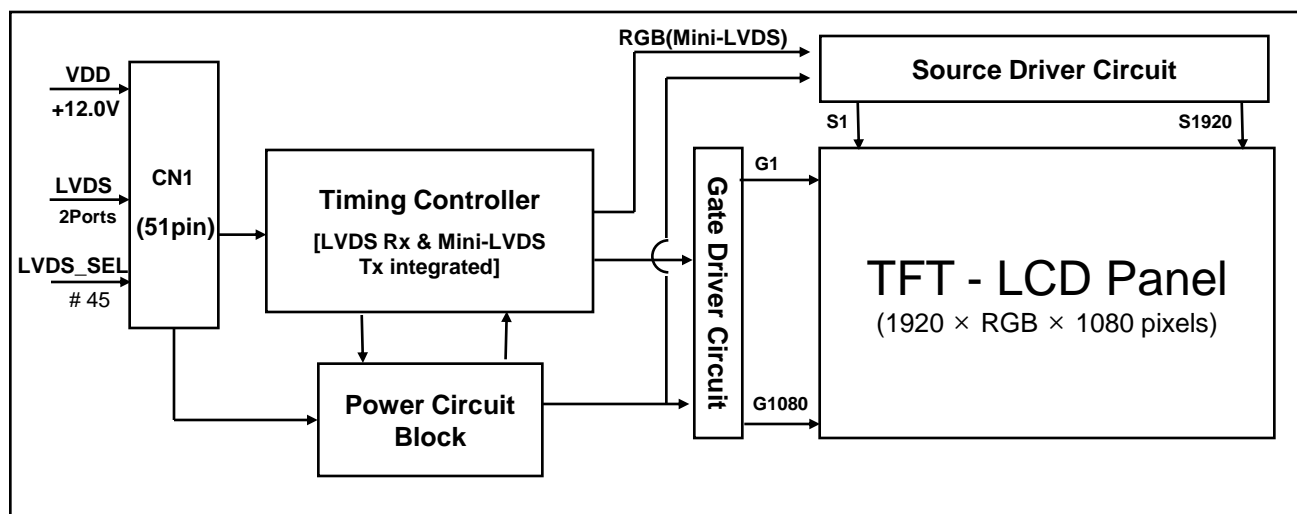 RGB(Mini-LVDS)
Source Driver Circuit
S1
S1920
VDD
+12.0V
LVDS
2Ports
LVDS_SEL
# 45
CN1
(51pin)
Timing Controller
[LVDS Rx & Mini-LVDS
Tx integrated]
Power Circuit
Block
Gate Driver Circuit
G1
G1080
TFT - LCD Panel
(1920 × RGB × 1080 pixels)